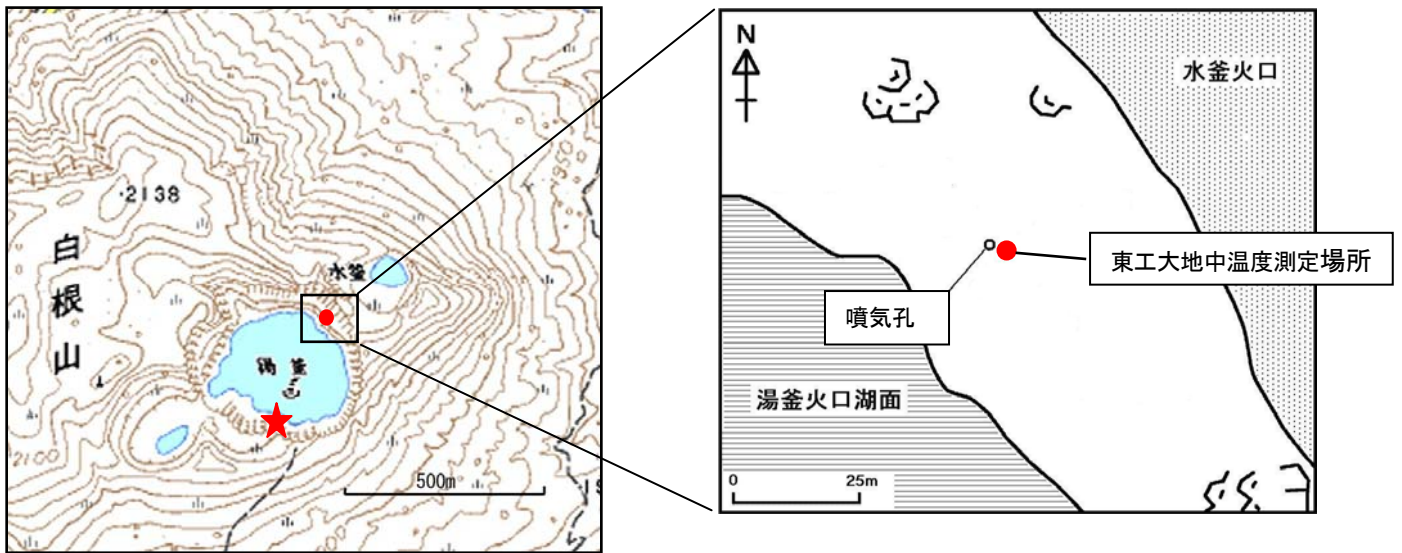 ・2138
白根山
水釜
湯釜
2100
500m
N
水釜火口
東工大地中温度測定場所
噴気孔
湯釜火口湖面
0
25m